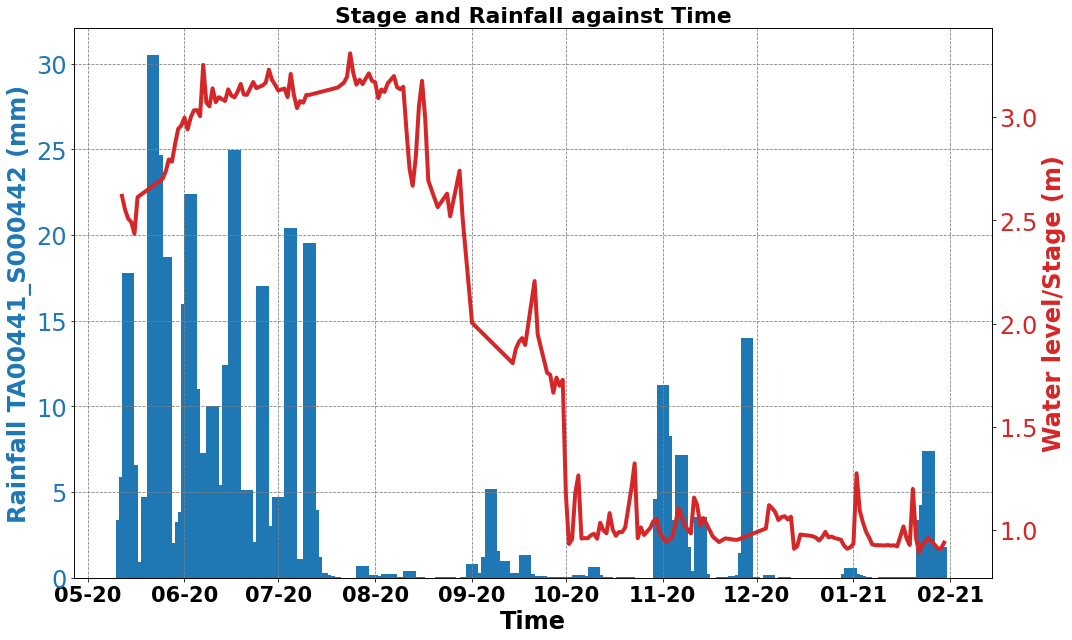 Stage and Rainfall against Time
Rainfall TA00441_S000442 (mm)
30
25
20
15
10
5
0
3.0
2.5
2.0
1.5
1.0
Water level/Stage (m)
05-20 06-20 07-20 08-20 09-20 10-20 11-20 12-20 01-21 02-21
Time